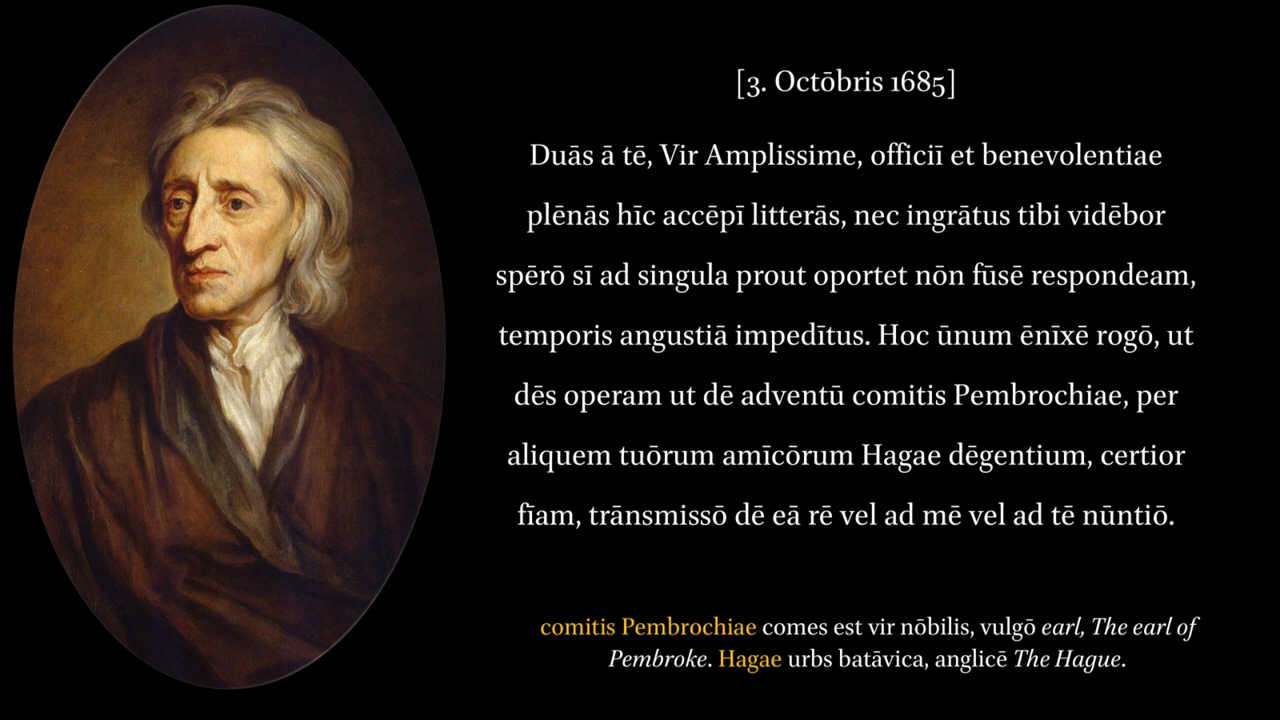 [3. Octōbris 1685]
Duās ā tē, Vir Amplissime, officiī et benevolentiae
plēnās hīc accēpī litterās, nec ingrātus tibi vidēbor
spērō sī ad singula prout oportet nōn fūsē respondeam,
temporis angustiā impedītus. Hoc ūnum ēnīxē rogō, ut
dēs operam ut dē adventū comitis Pembrochiae, per
aliquem tuōrum amīcōrum Hagae dēgentium, certior
fīam, trānsmissō dē eā rē vel ad mē vel ad tē nūntiō.
comitis Pembrochiae comes est vir nōbilis, vulgō earl, The earl of
Pembroke. Hagae urbs batāvica, anglicē The Hague.